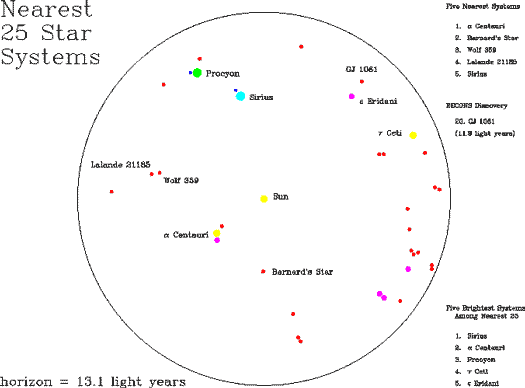 Nearest
25 Star
Systems
Five Nearest Systems
1. α Centauri
2. Barnard's Star
3. Wolf 359
4. Lalande 21185
5. Sirius
GJ 1061
Procyon
ε Eridani
Sirius
RECONS Discovery
20. GJ 1061
(11.9 light years)
τ Ceti
Lalande 21185
Wolf 359
Sun
α Centauri
Barnard's Star
Five Brightest Systems
Among Nearest 25
1. Sirius
2. α Centauri
3. Procyon
4. τ Ceti
5. ε Eridani
horizon = 13.1 light years